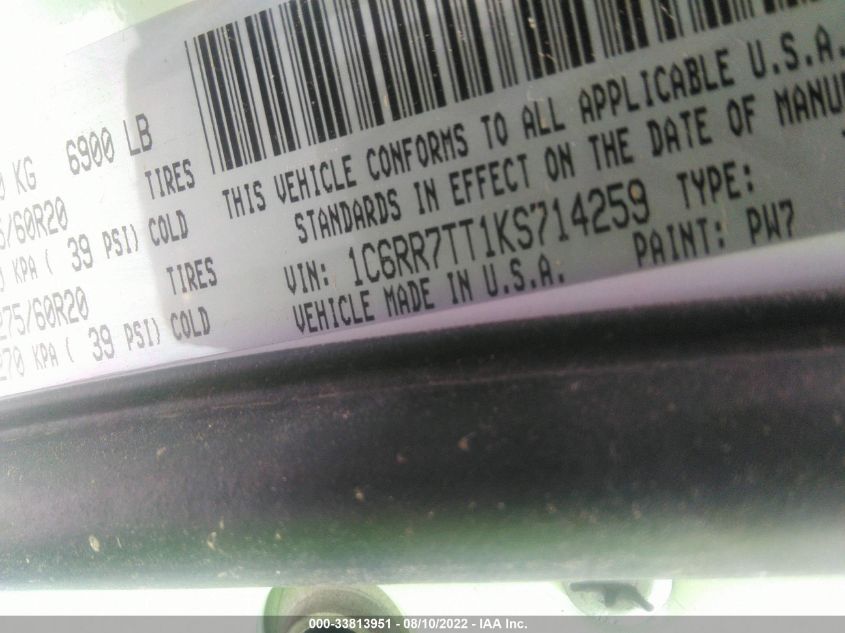 KG 6900 LB
TIRES
/60R20
KPA ( 39 PSI) COLD
TIRES
275/60R20
270 KPA ( 39 PSI) COLD
THIS VEHICLE CONFORMS TO ALL APPLICABLE U.S.A.
STANDARDS IN EFFECT ON THE DATE OF MANU
VIN: 1C6RR7TT1KS714259 TYPE:
VEHICLE MADE IN U.S.A. PAINT: PW7
000-33813951 - 08/10/2022 - IAA Inc.